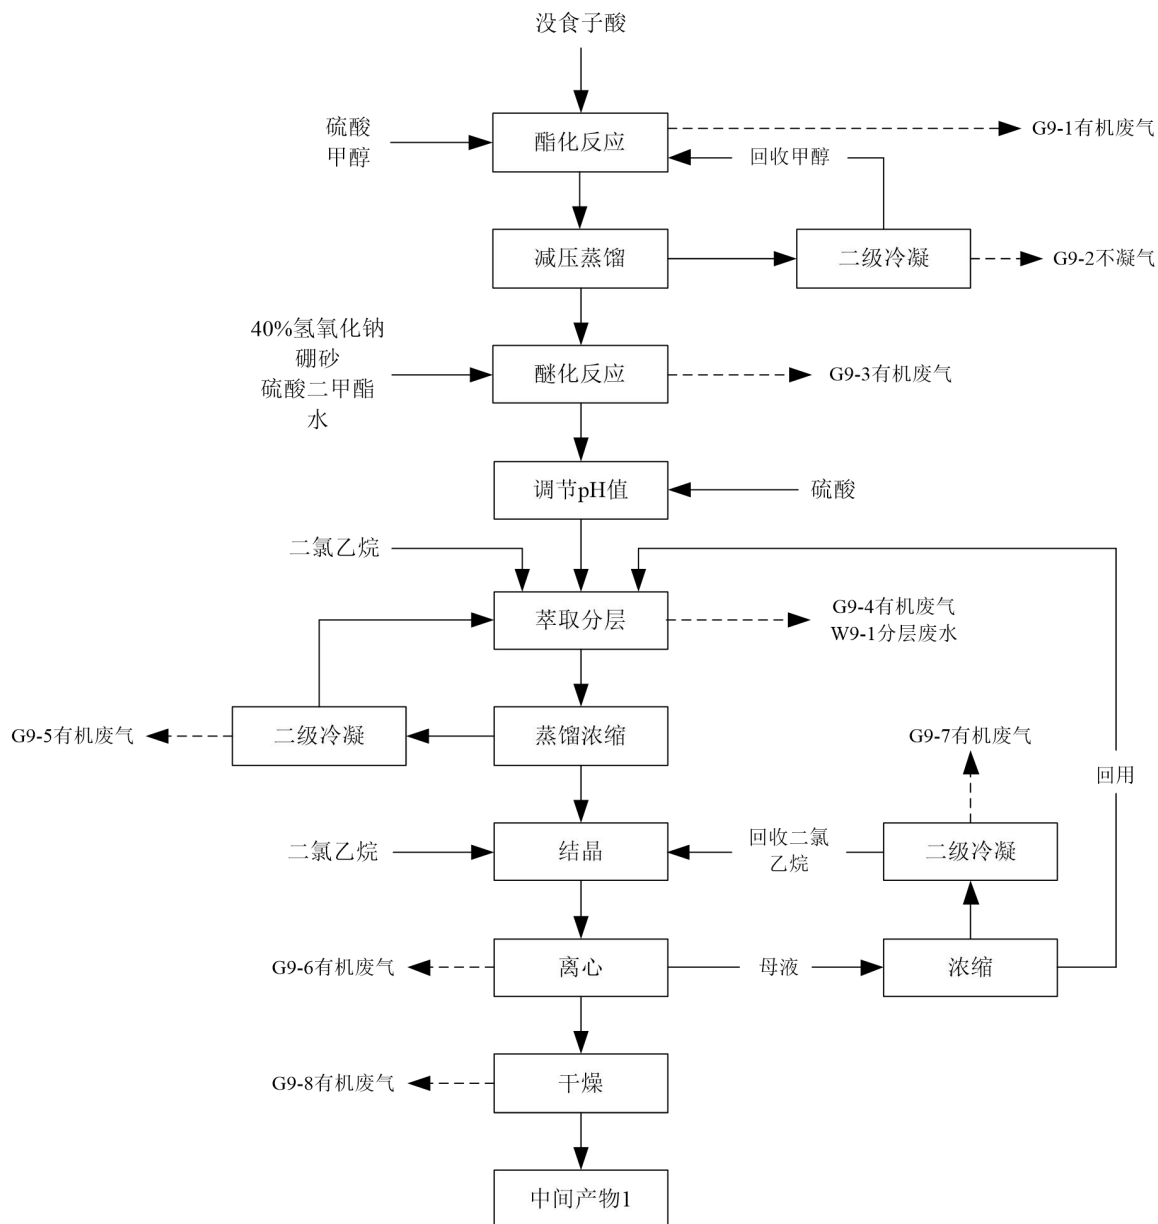 没食子酸
硫酸
甲醇
酯化反应
G9-1有机废气
回收甲醇
减压蒸馏
二级冷凝
G9-2不凝气
40%氢氧化钠
硼砂
硫酸二甲酯
水
醚化反应
G9-3有机废气
调节pH值
硫酸
二氯乙烷
萃取分层
G9-4有机废气
W9-1分层废水
G9-5有机废气
二级冷凝
蒸馏浓缩
G9-7有机废气
回用
二氯乙烷
结晶
回收二氯
乙烷
二级冷凝
G9-6有机废气
离心
母液
浓缩
G9-8有机废气
干燥
中间产物1